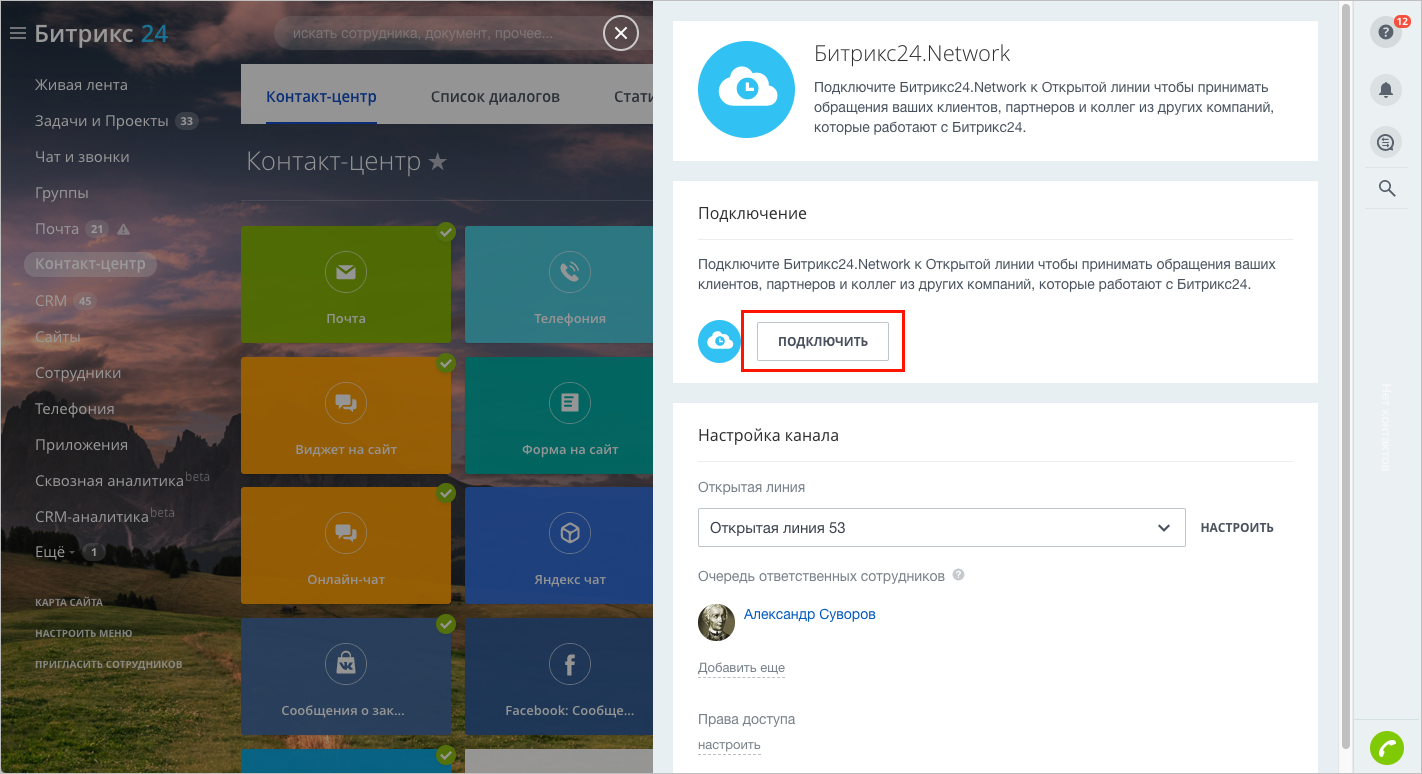 Битрикс 24
искать сотрудника, документ, прочее...
Живая лента
Задачи и Проекты 33
Чат и звонки
Группы
Почта 21
Контакт-центр
CRM 45
Сайты
Сотрудники
Телефония
Приложения
Сквозная аналитика beta
CRM-аналитика beta
Ещё 1
КАРТА САЙТА
НАСТРОИТЬ МЕНЮ
ПРИГЛАСИТЬ СОТРУДНИКОВ
Контакт-центр Список диалогов Стати
Контакт-центр
Почта
Телефония
Виджет на сайт
Форма на сайт
Онлайн-чат
Яндекс чат
Сообщения о зак...
Facebook: Сообще...
Битрикс24.Network
Подключите Битрикс24.Network к Открытой линии чтобы принимать
обращения ваших клиентов, партнеров и коллег из других компаний,
которые работают с Битрикс24.
Подключение
Подключите Битрикс24.Network к Открытой линии чтобы принимать обращения ваших
клиентов, партнеров и коллег из других компаний, которые работают с Битрикс24.
ПОДКЛЮЧИТЬ
Настройка канала
Открытая линия
Открытая линия 53
НАСТРОИТЬ
Очередь ответственных сотрудников ?
Александр Суворов
Добавить еще
Права доступа
настроить
? 12
Нет контактов